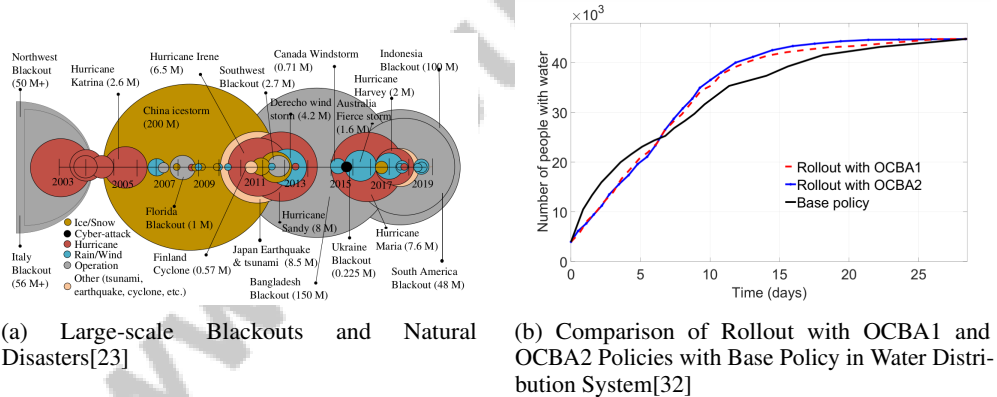 Northwest
Blackout
(50 M+)
Hurricane
Katrina (2.6 M)
Hurricane Irene
(6.5 M)
Southwest
Blackout (2.7 M)
Canada Windstorm
(0.71 M)
Indonesia
Blackout (100 M)
Hurricane
Harvey (2 M)
China icestorm
(200 M)
Derecho wind
storm (4.2 M)
Australia
Fierce storm
(1.6 M)
2003
2005
2007
2009
2011
2013
2015
2017
2019
Florida
Blackout (1 M)
Hurricane
Sandy (8 M)
Ice/Snow
Cyber-attack
Hurricane
Rain/Wind
Operation
Other (tsunami,
earthquake, cyclone, etc.)
Italy
Blackout
(56 M+)
Finland
Cyclone (0.57 M)
Japan Earthquake
& tsunami (8.5 M)
Bangladesh
Blackout (150 M)
Ukraine
Blackout
(0.225 M)
Hurricane
Maria (7.6 M)
South America
Blackout (48 M)
(a) Large-scale Blackouts and Natural
Disasters[23]
×10³
40
30
20
10
0
Number of people with water
Rollout with OCBA1
Rollout with OCBA2
Base policy
0 5 10 15 20 25
Time (days)
(b) Comparison of Rollout with OCBA1 and
OCBA2 Policies with Base Policy in Water Distri-
bution System[32]